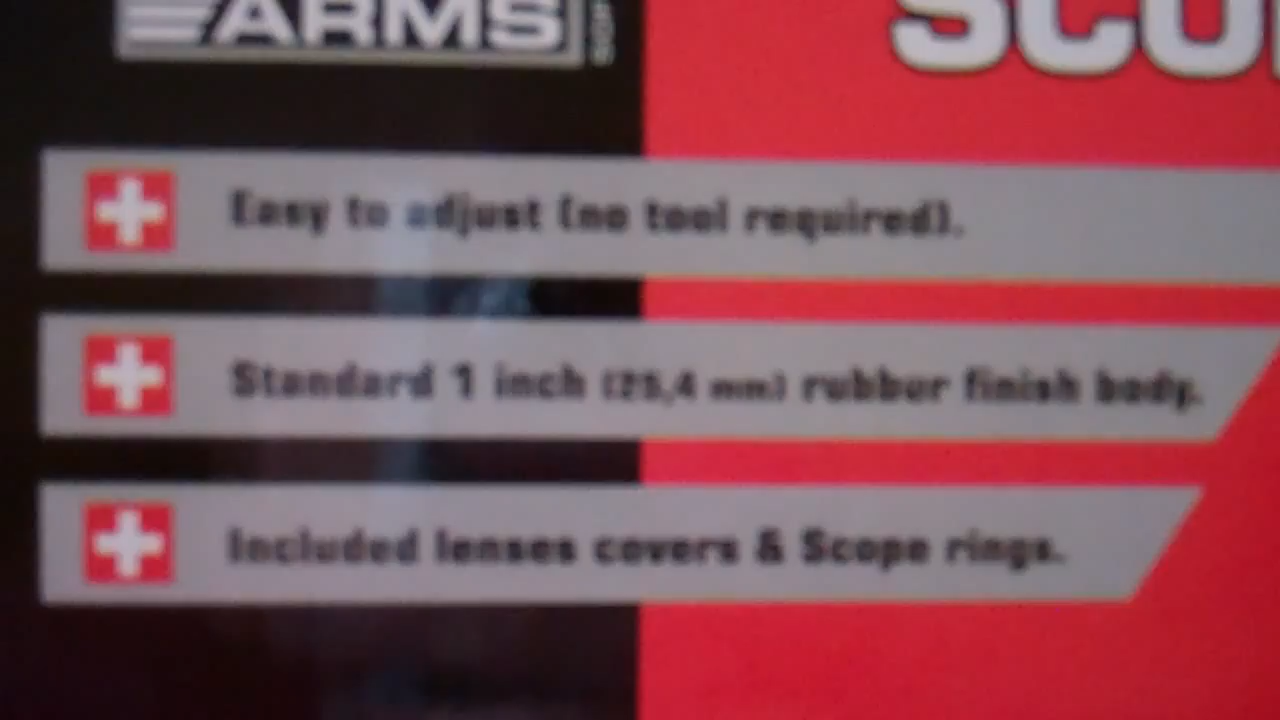 ARMS
Easy to adjust (no tool required).
Standard 1 inch (25,4 mm) rubber finish body.
Included lenses covers & Scope rings.